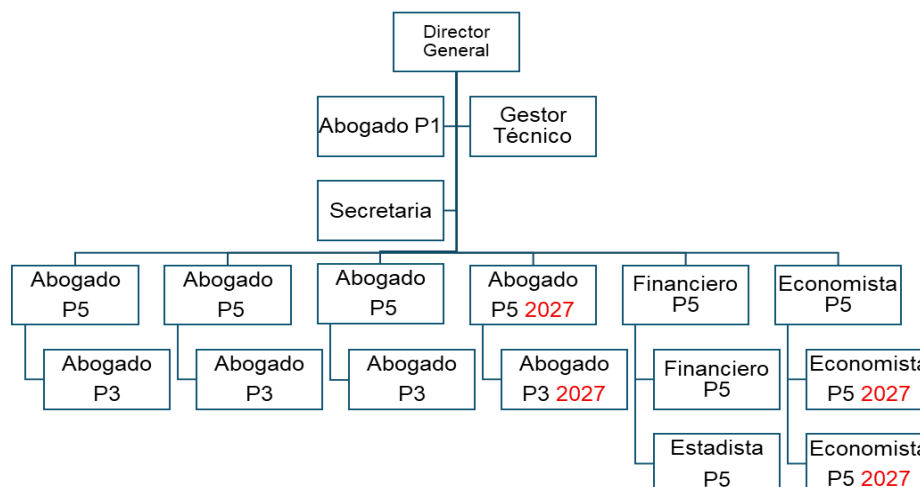 Director
General
Abogado P1
Gestor
Técnico
Secretaria
Abogado
P5
Abogado
P5
Abogado
P5
Abogado
P5 2027
Financiero
P5
Economista
P5
Abogado
P3
Abogado
P3
Abogado
P3
Abogado
P3 2027
Financiero
P5
Economista
P5 2027
Estadista
P5
Economista
P5 2027